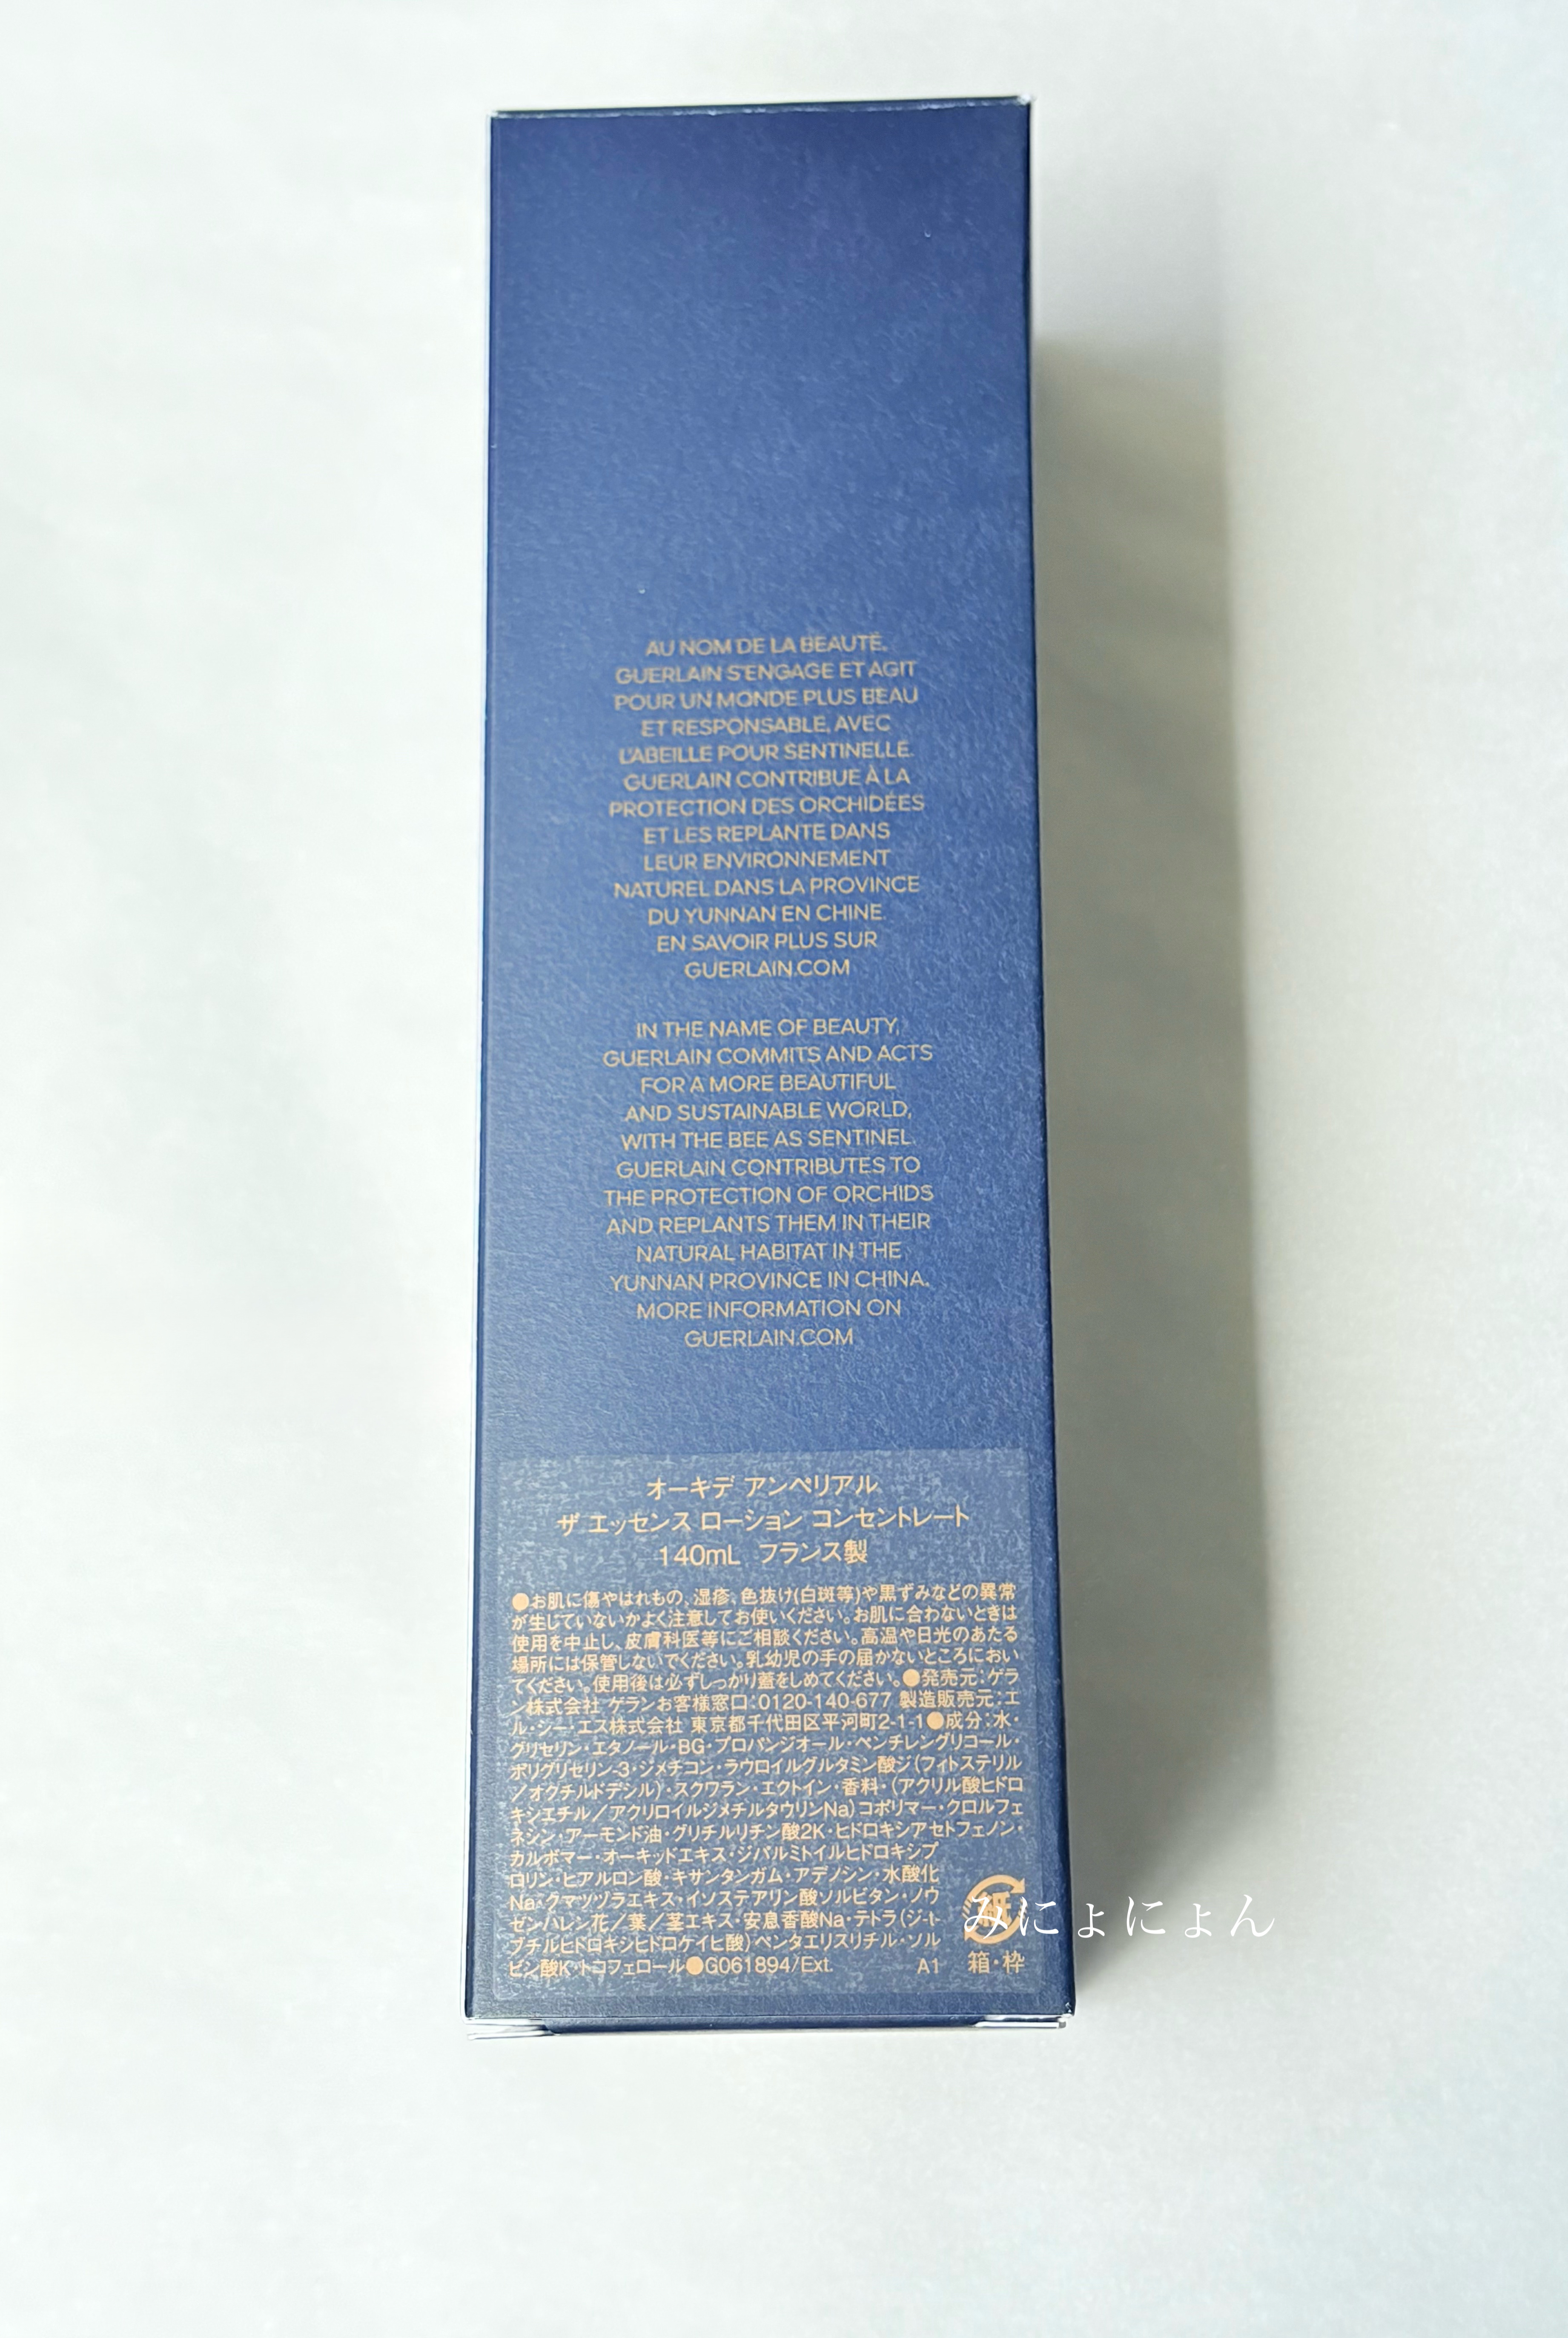 AU NOM DE LA BEAUTÉ,
GUERLAIN S'ENGAGE ET AGIT
POUR UN MONDE PLUS BEAU
ET RESPONSABLE, AVEC
L'ABEILLE POUR SENTINELLE.
GUERLAIN CONTRIBUE À LA
PROTECTION DES ORCHIDÉES
ET LES REPLANTE DANS
LEUR ENVIRONNEMENT
NATUREL DANS LA PROVINCE
DU YUNNAN EN CHINE.
EN SAVOIR PLUS SUR
GUERLAIN.COM
IN THE NAME OF BEAUTY,
GUERLAIN COMMITS AND ACTS
FOR A MORE BEAUTIFUL
AND SUSTAINABLE WORLD,
WITH THE BEE AS SENTINEL.
GUERLAIN CONTRIBUTES TO
THE PROTECTION OF ORCHIDS
AND REPLANTS THEM IN THEIR
NATURAL HABITAT IN THE
YUNNAN PROVINCE IN CHINA.
MORE INFORMATION ON
GUERLAIN.COM
オーキデ アンペリアル
ザ エッセンス ローション コンセントレート
140mL フランス製
●お肌に傷やはれもの、湿疹、色抜け(白斑等)や黒ずみなどの異常
が生じていないかよく注意してお使いください。お肌に合わないときは
使用を中止し、皮膚科医等にご相談ください。高温や日光のあたる
場所には保管しないでください。乳幼児の手の届かないところにおい
てください。使用後は必ずしっかり蓋をしめてください。●発売元：ゲラ
ン株式会社 ゲランお客様窓口：0120-140-677 製造販売元：エ
ル・シー・エス株式会社 東京都千代田区平河町2-1-1●成分：水・
グリセリン・エタノール・BG・プロパンジオール・ペンチレングリコール・
ポリグリセリン-3・ジメチコン・ラウロイルグルタミン酸ジ(フィトステリル
／オクチルドデシル)・スクワラン・エクトイン・香料・(アクリル酸ヒドロ
キシエチル／アクリロイルジメチルタウリンNa)コポリマー・クロルフェ
ネシン・アーモンド油・グリチルリチン酸2K・ヒドロキシアセトフェノン・
カルボマー・オーキッドエキス・ジパルミトイルヒドロキシプ
ロリン・ヒアルロン酸・キサンタンガム・アデノシン・水酸化
Na・クマツヅラエキス・イソステアリン酸ソルビタン・ノウ
ゼンハレン花／葉／茎エキス・安息香酸Na・テトラ(ジ-t-
ブチルヒドロキシヒドロケイヒ酸)ペンタエリスリチル・ソル
ビン酸K・トコフェロール●G061894/Ext. A1
紙
箱・枠
みにょにょん